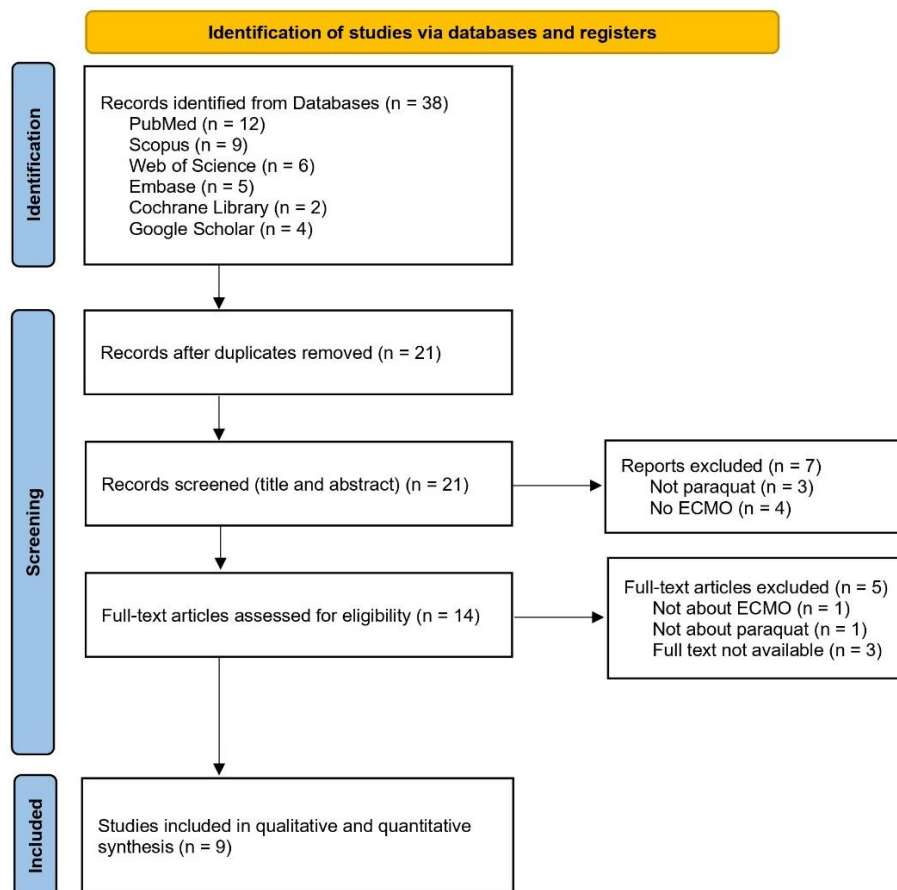 Identification of studies via databases and registers
Identification
Records identified from Databases (n = 38)
PubMed (n = 12)
Scopus (n = 9)
Web of Science (n = 6)
Embase (n = 5)
Cochrane Library (n = 2)
Google Scholar (n = 4)
Screening
Records after duplicates removed (n = 21)
Records screened (title and abstract) (n = 21)
Reports excluded (n = 7)
Not paraquat (n = 3)
No ECMO (n = 4)
Full-text articles assessed for eligibility (n = 14)
Full-text articles excluded (n = 5)
Not about ECMO (n = 1)
Not about paraquat (n = 1)
Full text not available (n = 3)
Included
Studies included in qualitative and quantitative
synthesis (n = 9)